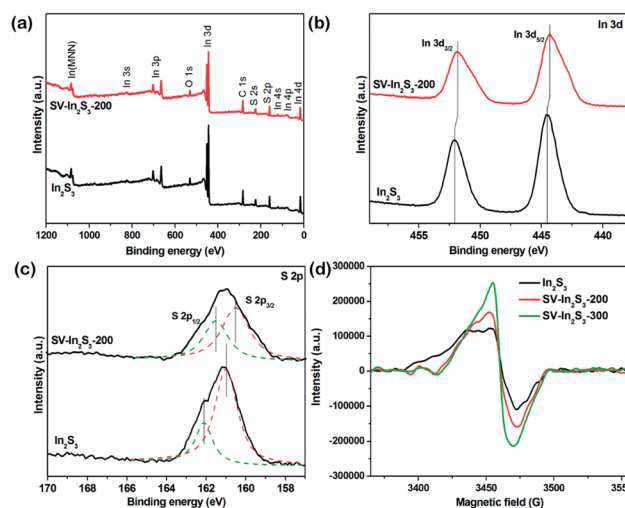 (a)
In(MNN)
In 3s
In 3p
O 1s
In 3d
C 1s
S 2s
S 2p
In 4s
In 4p
In 4d
SV-In2S3-200
In2S3
Intensity (a.u.)
1200 1000 800 600 400 200 0
Binding energy (eV)
(b)
In 3d
In 3d3/2
In 3d5/2
SV-In2S3-200
In2S3
Intensity (a.u.)
455 450 445 440
Binding energy (eV)
(c)
S 2p
S 2p1/2
S 2p3/2
SV-In2S3-200
In2S3
Intensity (a.u.)
170 168 166 164 162 160 158
Binding energy (eV)
(d)
300000
200000
100000
0
-100000
-200000
-300000
In2S3
SV-In2S3-200
SV-In2S3-300
Intensity (a.u.)
3400 3450 3500
Magnetic field (G)